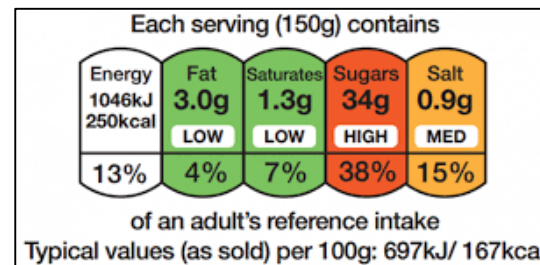 Each serving (150g) contains
Energy Fat Saturates Sugars Salt
1046kJ 3.0g 1.3g 34g 0.9g
250kcal
LOW LOW HIGH MED
13% 4% 7% 38% 15%
of an adult's reference intake
Typical values (as sold) per 100g: 697kJ/ 167kca